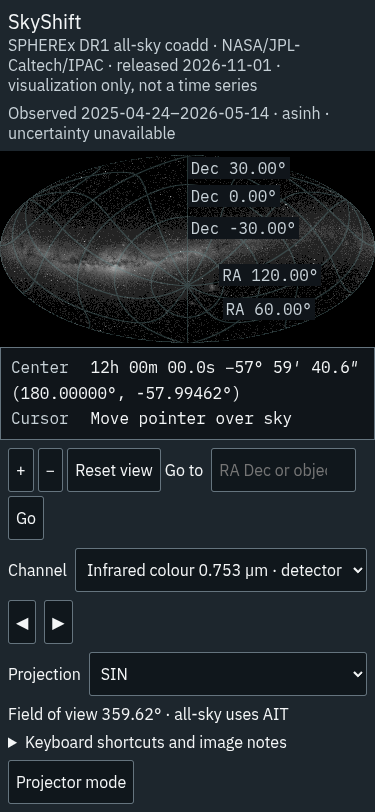 SkyShift
SPHEREx DR1 all-sky coadd · NASA/JPL-
Caltech/IPAC · released 2026-11-01 ·
visualization only, not a time series
Observed 2025-04-24–2026-05-14 · asinh ·
uncertainty unavailable
Dec 30.00°
Dec 0.00°
Dec -30.00°
RA 120.00°
RA 60.00°
Center 12h 00m 00.0s −57° 59′ 40.6″
(180.00000°, -57.99462°)
Cursor Move pointer over sky
+ − Reset view Go to RA Dec or objec
Go
Channel Infrared colour 0.753 µm · detector
◀ ▶
Projection SIN
Field of view 359.62° · all-sky uses AIT
▶ Keyboard shortcuts and image notes
Projector mode